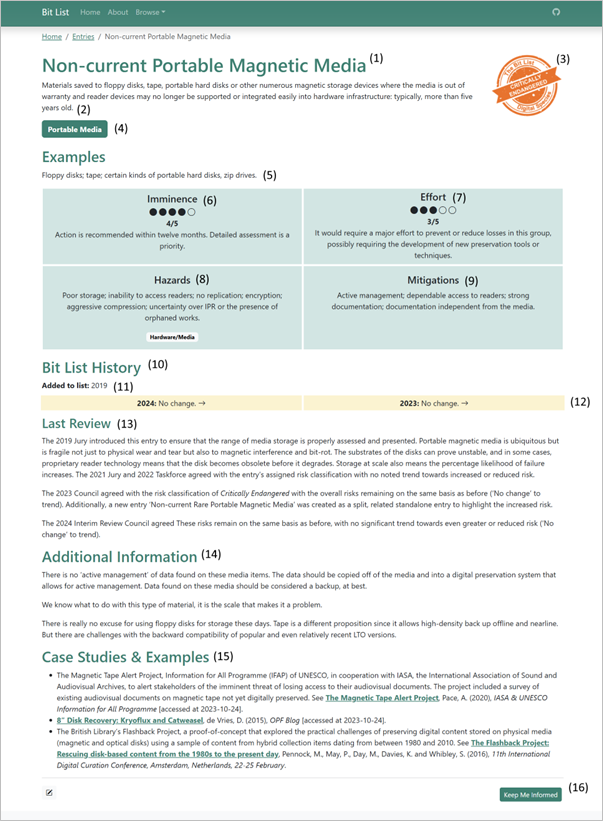 Bit List Home About Browse
Home / Entries / Non-current Portable Magnetic Media
Non-current Portable Magnetic Media (1)
(3)
The Bit List
CRITICALLY
ENDANGERED
Digital Species
Materials saved to floppy disks, tape, portable hard disks or other numerous magnetic storage devices where the media is out of
warranty and reader devices may no longer be supported or integrated easily into hardware infrastructure: typically, more than five
years old. (2)
Portable Media (4)
Examples
Floppy disks; tape; certain kinds of portable hard disks, zip drives. (5)
Imminence (6)
4/5
Action is recommended within twelve months. Detailed assessment is a
priority.
Effort (7)
3/5
It would require a major effort to prevent or reduce losses in this group,
possibly requiring the development of new preservation tools or
techniques.
Hazards (8)
Poor storage; inability to access readers; no replication; encryption;
aggressive compression; uncertainty over IPR or the presence of
orphaned works.
Hardware/Media
Mitigations (9)
Active management; dependable access to readers; strong
documentation; documentation independent from the media.
Bit List History (10)
Added to list: 2019 (11)
2024: No change. → 2023: No change. → (12)
Last Review (13)
The 2019 Jury introduced this entry to ensure that the range of media storage is properly assessed and presented. Portable magnetic media is ubiquitous but
is fragile not just to physical wear and tear but also to magnetic interference and bit-rot. The substrates of the disks can prove unstable, and in some cases,
proprietary reader technology means that the disk becomes obsolete before it degrades. Storage at scale also means the percentage likelihood of failure
increases. The 2021 Jury and 2022 Taskforce agreed with the entry's assigned risk classification with no noted trend towards increased or reduced risk.
The 2023 Council agreed with the risk classification of Critically Endangered with the overall risks remaining on the same basis as before ('No change' to
trend). Additionally, a new entry 'Non-current Rare Portable Magnetic Media' was created as a split, related standalone entry to highlight the increased risk.
The 2024 Interim Review Council agreed These risks remain on the same basis as before, with no significant trend towards even greater or reduced risk ('No
change' to trend).
Additional Information (14)
There is no 'active management' of data found on these media items. The data should be copied off of the media and into a digital preservation system that
allows for active management. Data found on these media should be considered a backup, at best.
We know what to do with this type of material, it is the scale that makes it a problem.
There is really no excuse for using floppy disks for storage these days. Tape is a different proposition since it allows high-density back up offline and nearline.
But there are challenges with the backward compatibility of popular and even relatively recent LTO versions.
Case Studies & Examples (15)
• The Magnetic Tape Alert Project, Information for All Programme (IFAP) of UNESCO, in cooperation with IASA, the International Association of Sound and
Audiovisual Archives, to alert stakeholders of the imminent threat of losing access to their audiovisual documents. The project included a survey of
existing audiovisual documents on magnetic tape not yet digitally preserved. See The Magnetic Tape Alert Project, Pace, A. (2020), IASA & UNESCO
Information for All Programme [accessed at 2023-10-24].
• 8″ Disk Recovery: Kryoflux and Catweasel, de Vries, D. (2015), OPF Blog [accessed at 2023-10-24].
• The British Library's Flashback Project, a proof-of-concept that explored the practical challenges of preserving digital content stored on physical media
(magnetic and optical disks) using a sample of content from hybrid collection items dating from between 1980 and 2010. See The Flashback Project:
Rescuing disk-based content from the 1980s to the present day, Pennock, M., May, P., Day, M., Davies, K. and Whibley, S. (2016), 11th International
Digital Curation Conference, Amsterdam, Netherlands, 22-25 February.
Keep Me Informed (16)